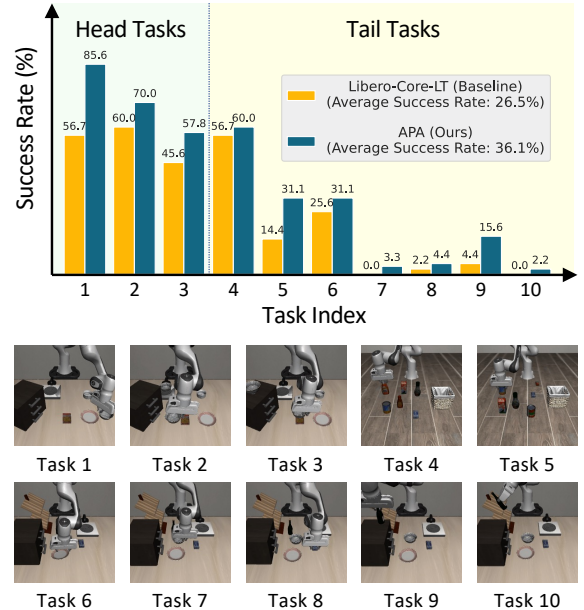 Head Tasks
Tail Tasks
Success Rate (%)
Libero-Core-LT (Baseline)
(Average Success Rate: 26.5%)
APA (Ours)
(Average Success Rate: 36.1%)
56.7 85.6 60.0 70.0 45.6 57.8 56.7 60.0 14.4 31.1 25.6 31.1 0.0 3.3 2.2 4.4 4.4 15.6 0.0 2.2
1 2 3 4 5 6 7 8 9 10
Task Index
Task 1 Task 2 Task 3 Task 4 Task 5
Task 6 Task 7 Task 8 Task 9 Task 10